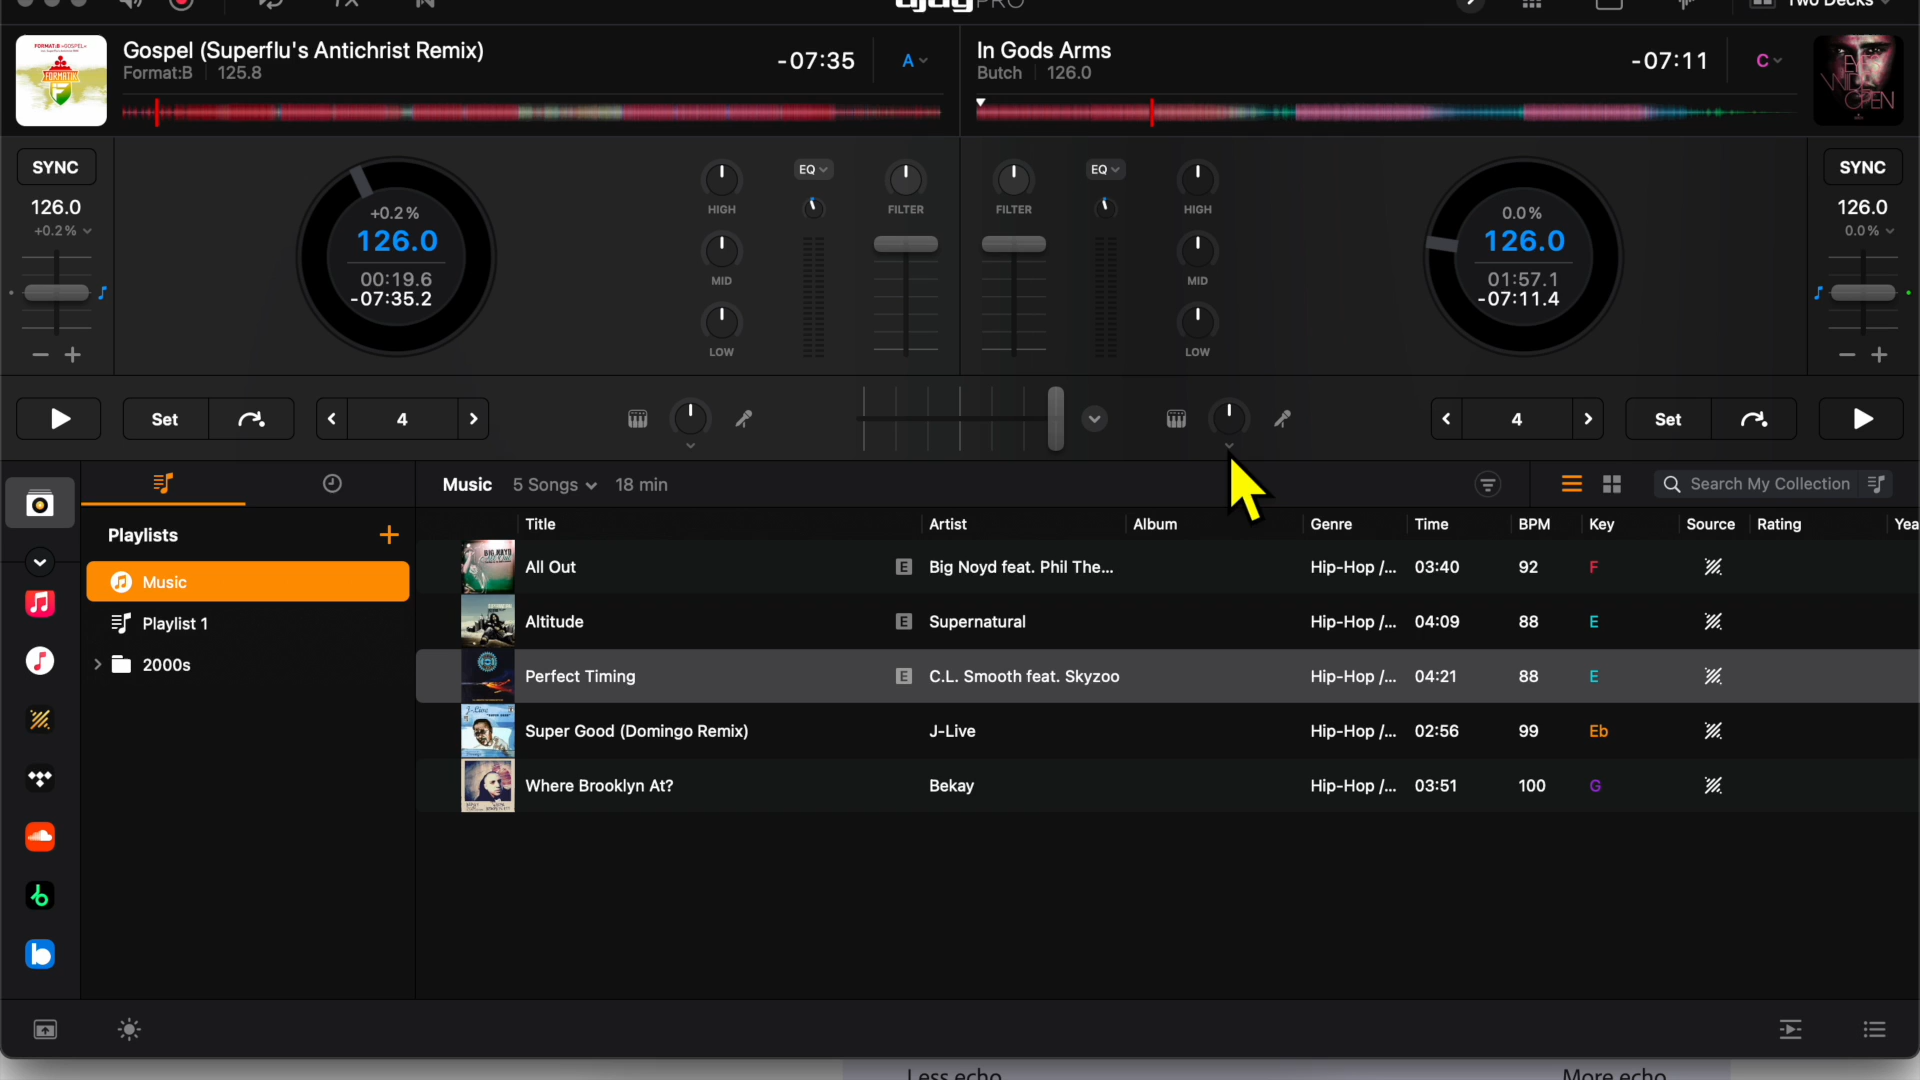 djay PRO
Two Decks
Gospel (Superflu's Antichrist Remix)
Format:B 125.8
-07:35
A
In Gods Arms
Butch 126.0
-07:11
C
SYNC
126.0
+0.2%
+0.2%
126.0
00:19.6
-07:35.2
HIGH
MID
LOW
EQ
FILTER
FILTER
EQ
HIGH
MID
LOW
0.0%
126.0
01:57.1
-07:11.4
SYNC
126.0
0.0%
Set
4
4
Set
Music 5 Songs 18 min
Search My Collection
Playlists
Music
Playlist 1
2000s
Title Artist Album Genre Time BPM Key Source Rating Yea
All Out E Big Noyd feat. Phil The... Hip-Hop /... 03:40 92 F
Altitude E Supernatural Hip-Hop /... 04:09 88 E
Perfect Timing E C.L. Smooth feat. Skyzoo Hip-Hop /... 04:21 88 E
Super Good (Domingo Remix) J-Live Hip-Hop /... 02:56 99 Eb
Where Brooklyn At? Bekay Hip-Hop /... 03:51 100 G
Less echo
More echo